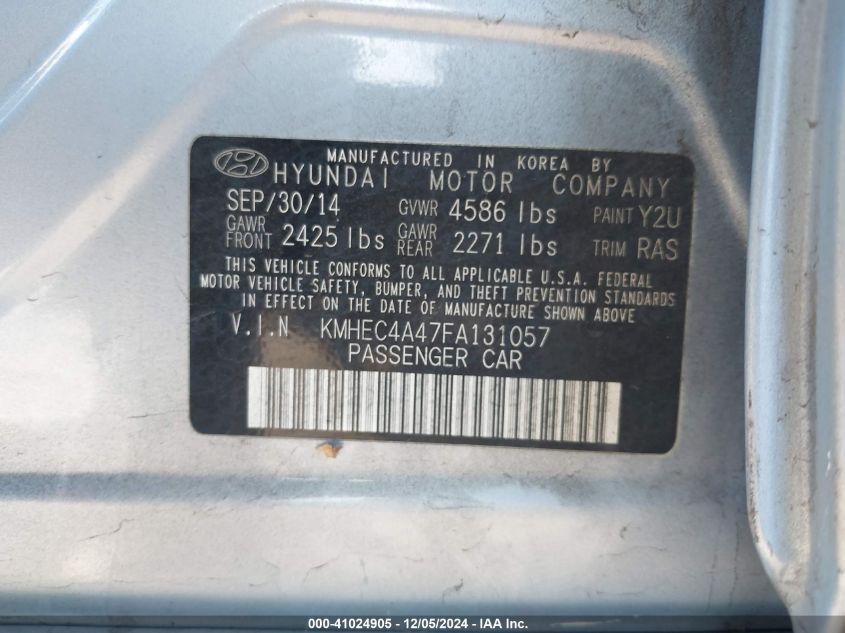 MANUFACTURED IN KOREA BY
HYUNDAI MOTOR COMPANY
SEP/30/14 GVWR 4586 lbs PAINT Y2U
GAWR FRONT 2425 lbs GAWR REAR 2271 lbs TRIM RAS
THIS VEHICLE CONFORMS TO ALL APPLICABLE U.S.A. FEDERAL
MOTOR VEHICLE SAFETY, BUMPER, AND THEFT PREVENTION STANDARDS
IN EFFECT ON THE DATE OF MANUFACTURE SHOWN ABOVE
V.I.N KMHEC4A47FA131057
PASSENGER CAR
000-41024905 - 12/05/2024 - IAA Inc.